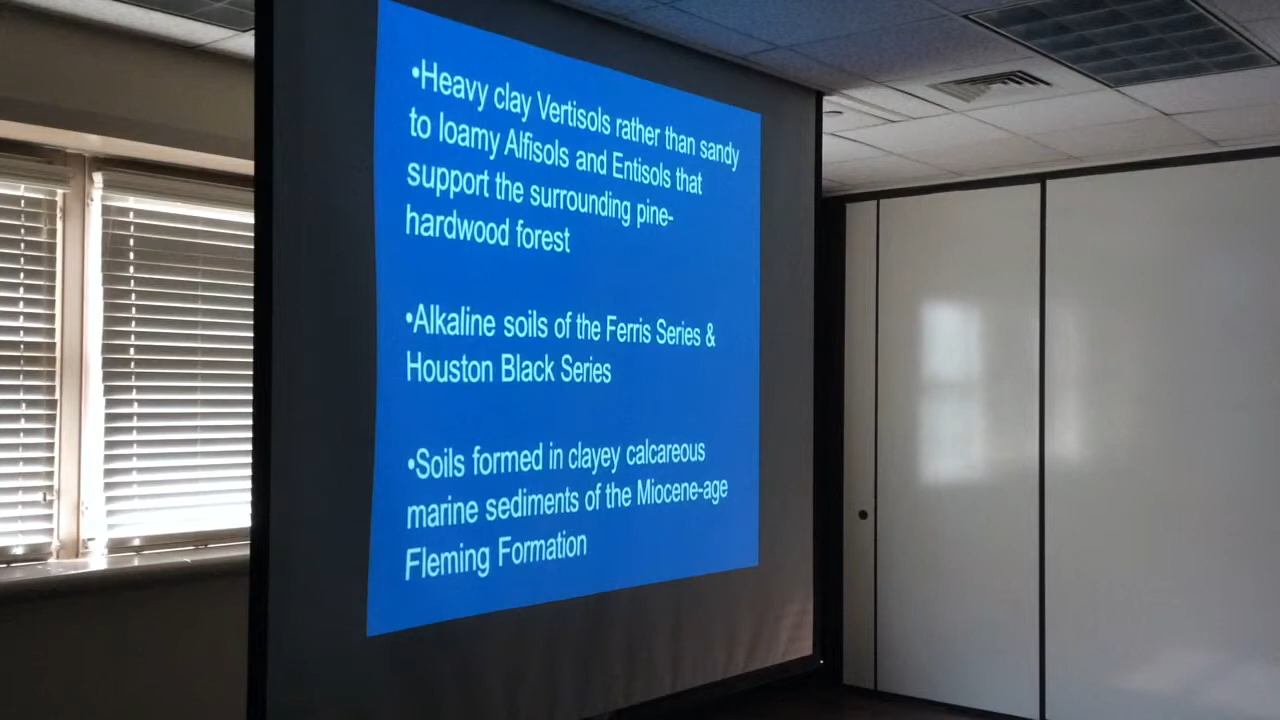 •Heavy clay Vertisols rather than sandy
to loamy Alfisols and Entisols that
support the surrounding pine-
hardwood forest
•Alkaline soils of the Ferris Series &
Houston Black Series
•Soils formed in clayey calcareous
marine sediments of the Miocene-age
Fleming Formation